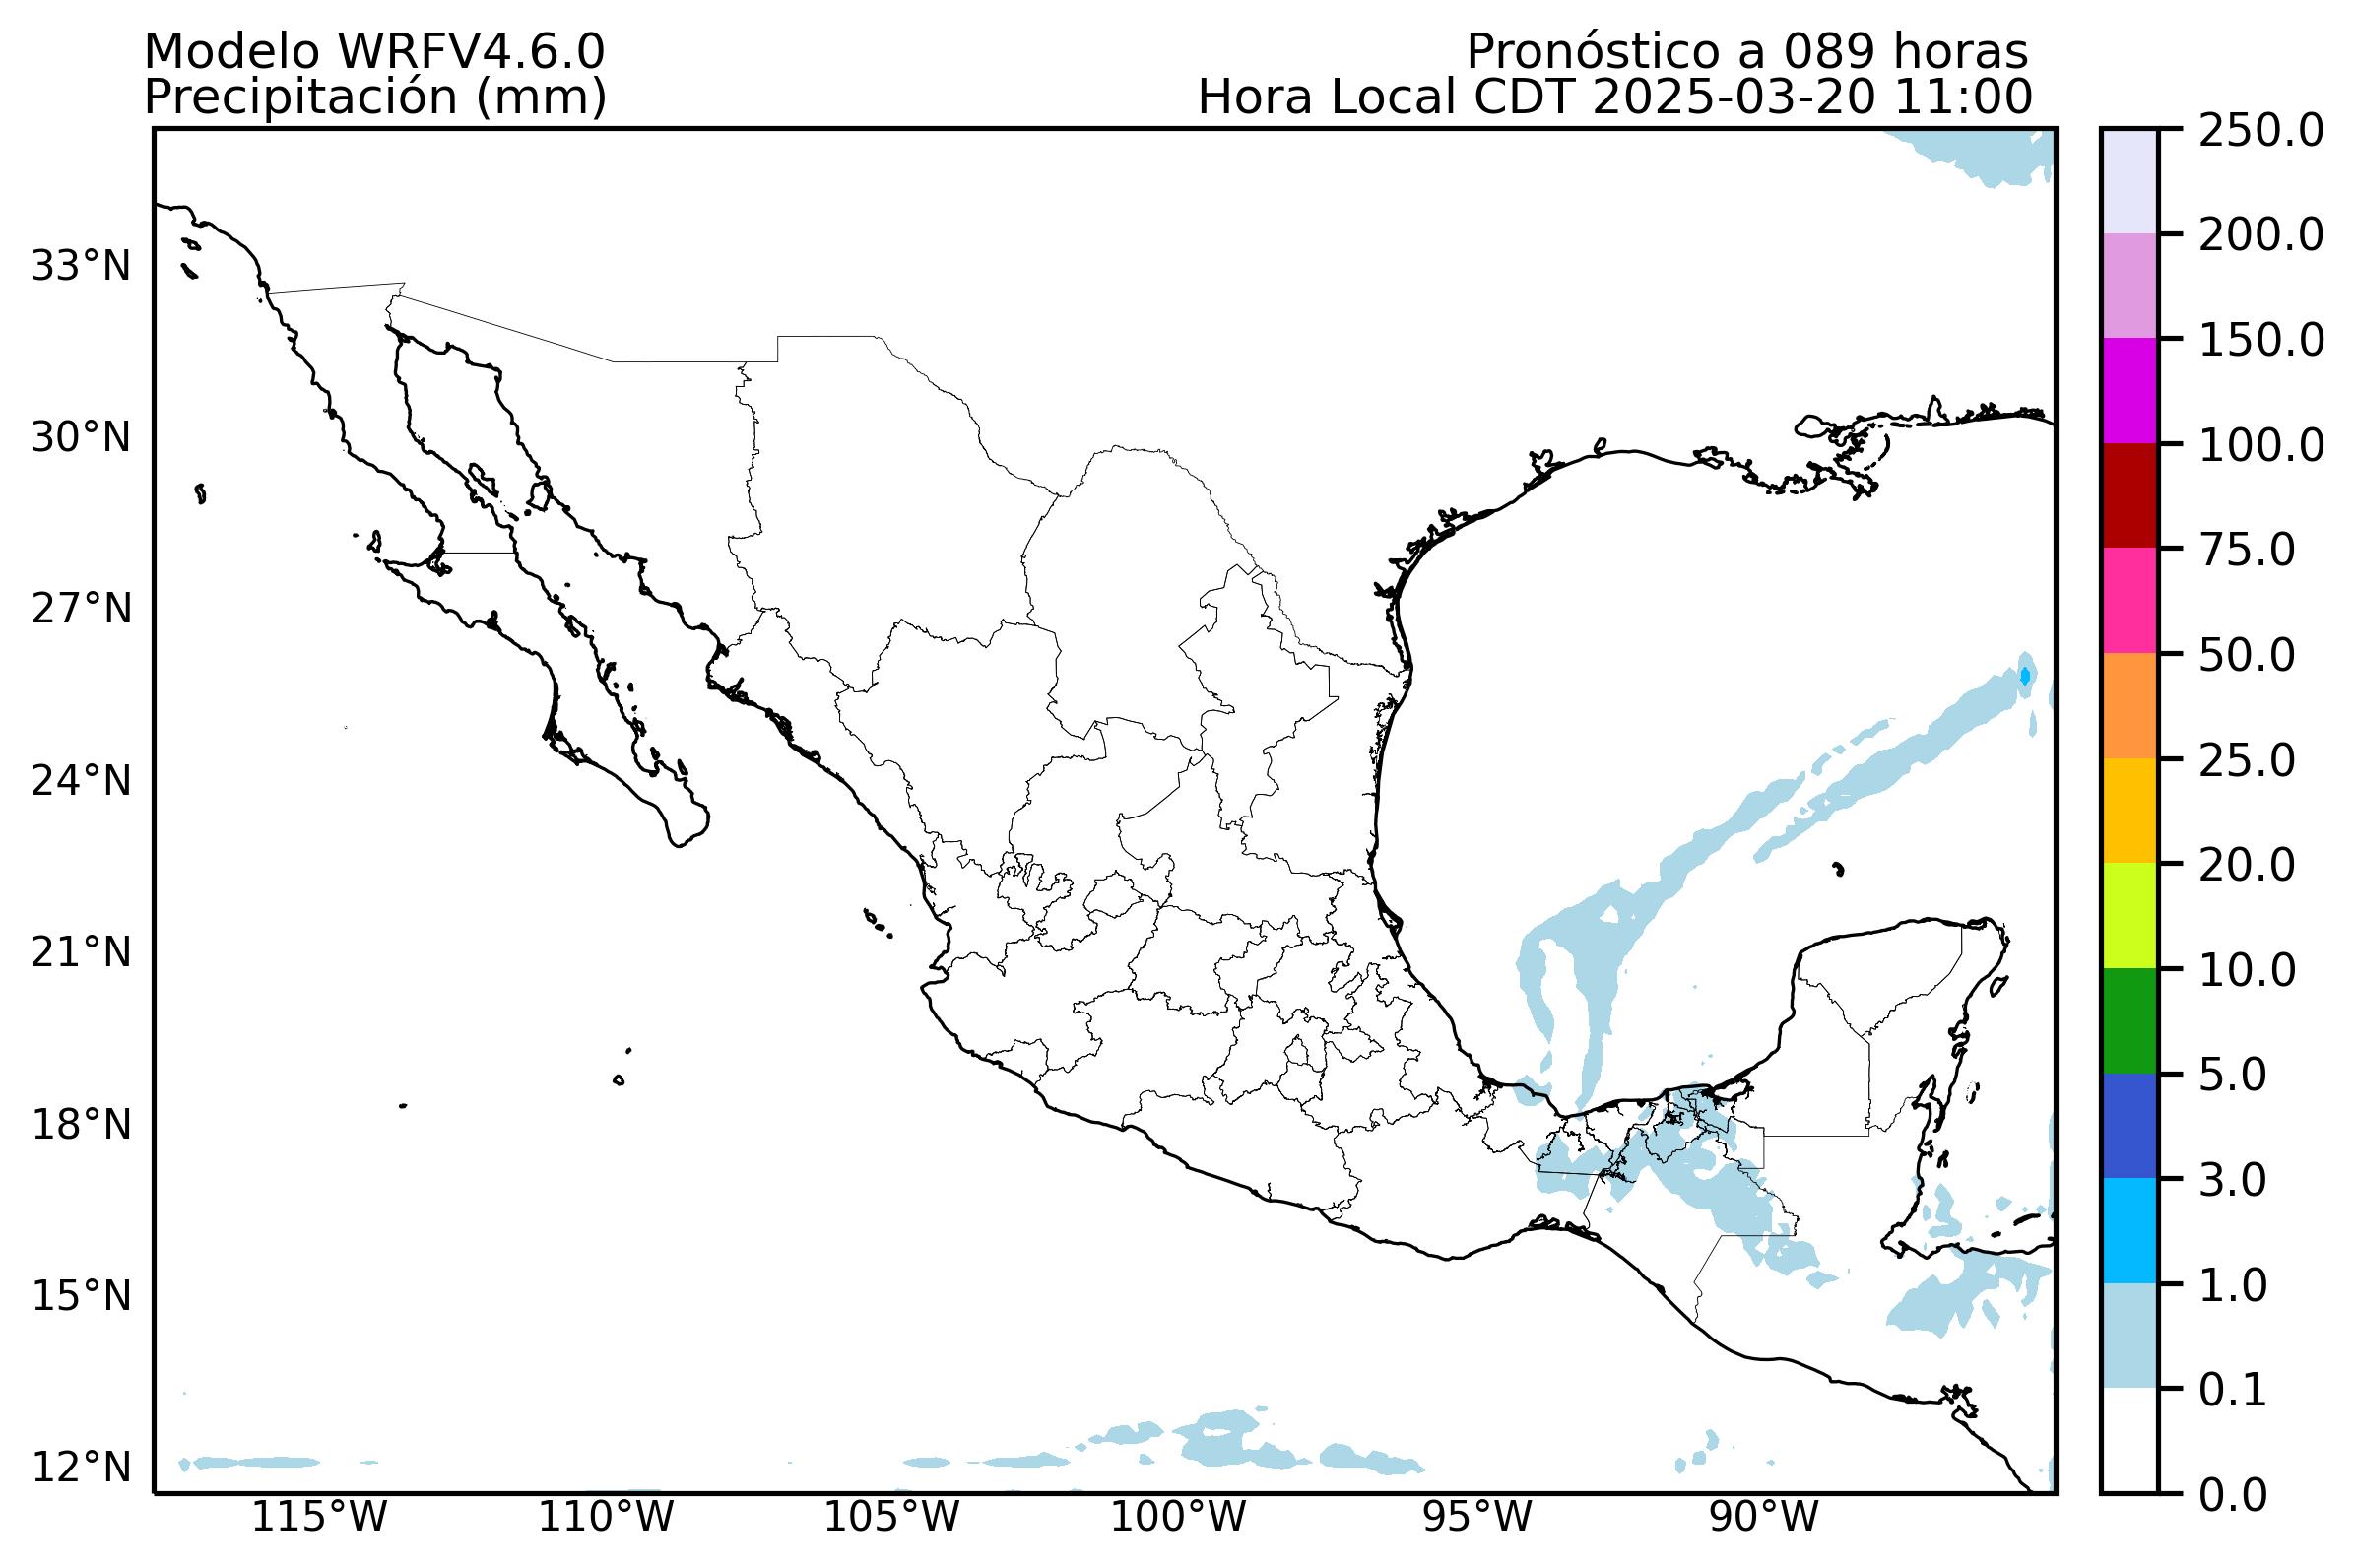 Modelo WRFV4.6.0
Precipitación (mm)
Pronóstico a 089 horas
Hora Local CDT 2025-03-20 11:00
33°N
30°N
27°N
24°N
21°N
18°N
15°N
12°N
115°W
110°W
105°W
100°W
95°W
90°W
250.0
200.0
150.0
100.0
75.0
50.0
25.0
20.0
10.0
5.0
3.0
1.0
0.1
0.0